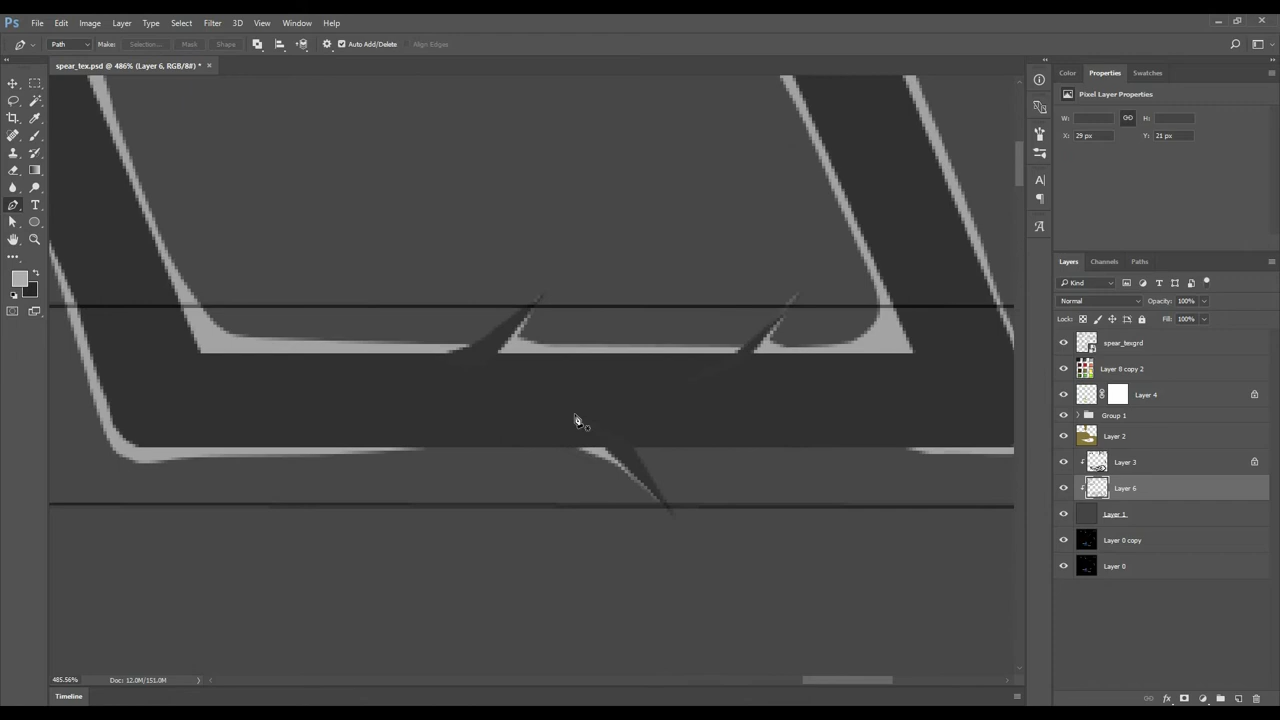 Ps File Edit Image Layer Type Select Filter 3D View Window Help
Path Make: Selection... Mask Shape Auto Add/Delete Align Edges
spear_tex.psd @ 486% (Layer 6, RGB/8#) * ×
Color Properties Swatches
Pixel Layer Properties
W: H:
X: 29 px Y: 21 px
Layers Channels Paths
Kind
Normal Opacity: 100%
Lock: Fill: 100%
spear_texgrd
Layer 8 copy 2
Layer 4
Group 1
Layer 2
Layer 3
Layer 6
Layer 1
Layer 0 copy
Layer 0
485.56% Doc: 12.0M/151.0M
Timeline